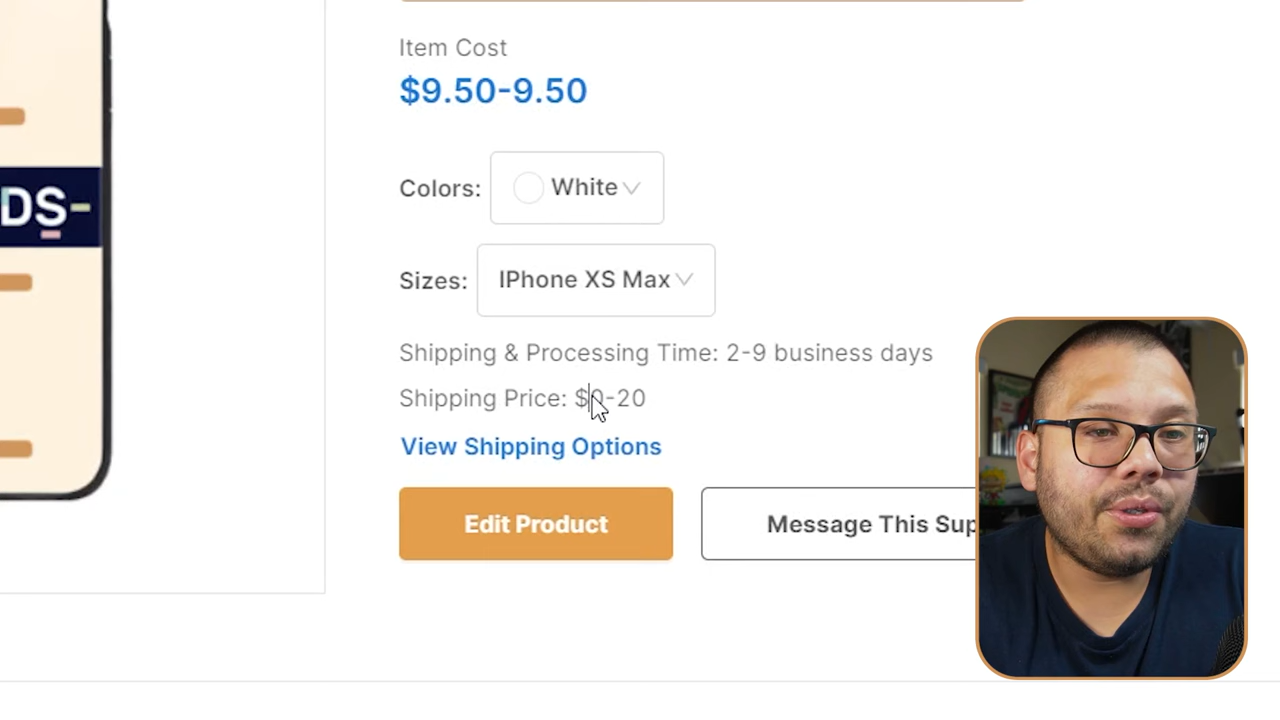 Item Cost
$9.50-9.50
DS-
Colors: White
Sizes: IPhone XS Max
Shipping & Processing Time: 2-9 business days
Shipping Price: $0-20
View Shipping Options
Edit Product
Message This Sup